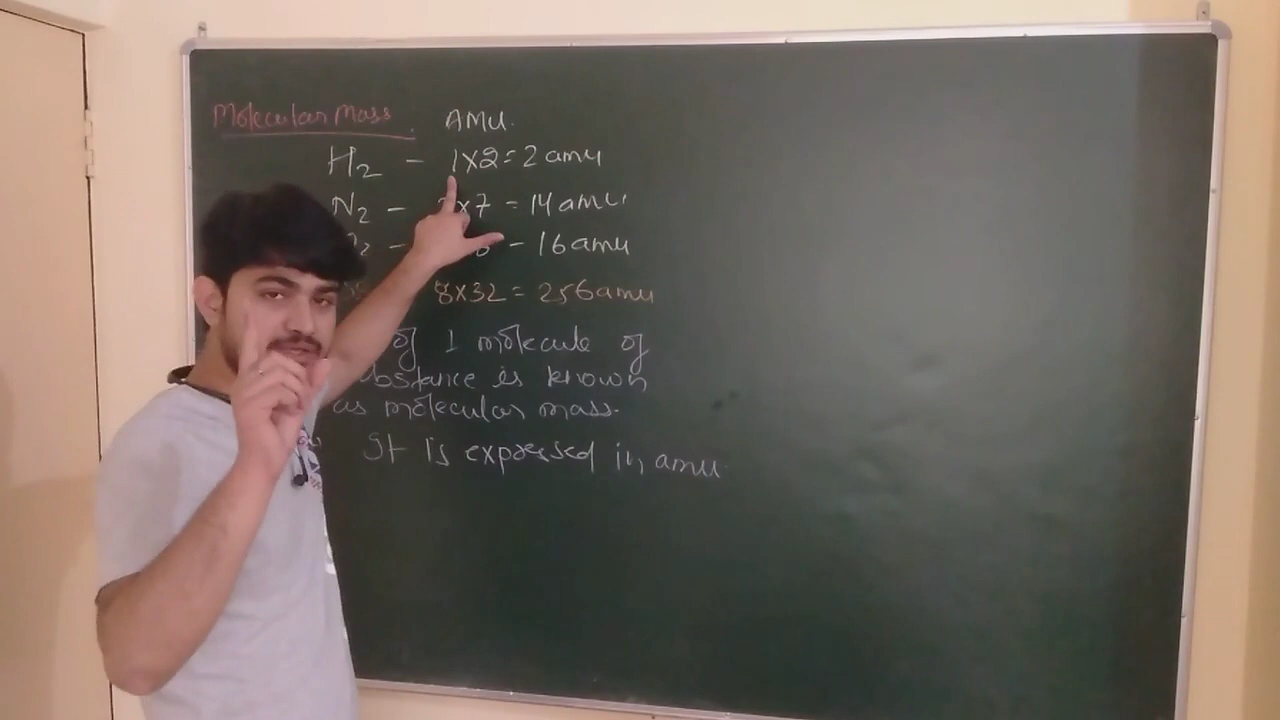 Molecular Mass. AMU.
H2 - 1x2=2 amu
N2 - 2x7 = 14 amu
- 16 amu
8x32 = 256 amu
of 1 molecule of
is known
as molecular mass.
It is expressed in amu